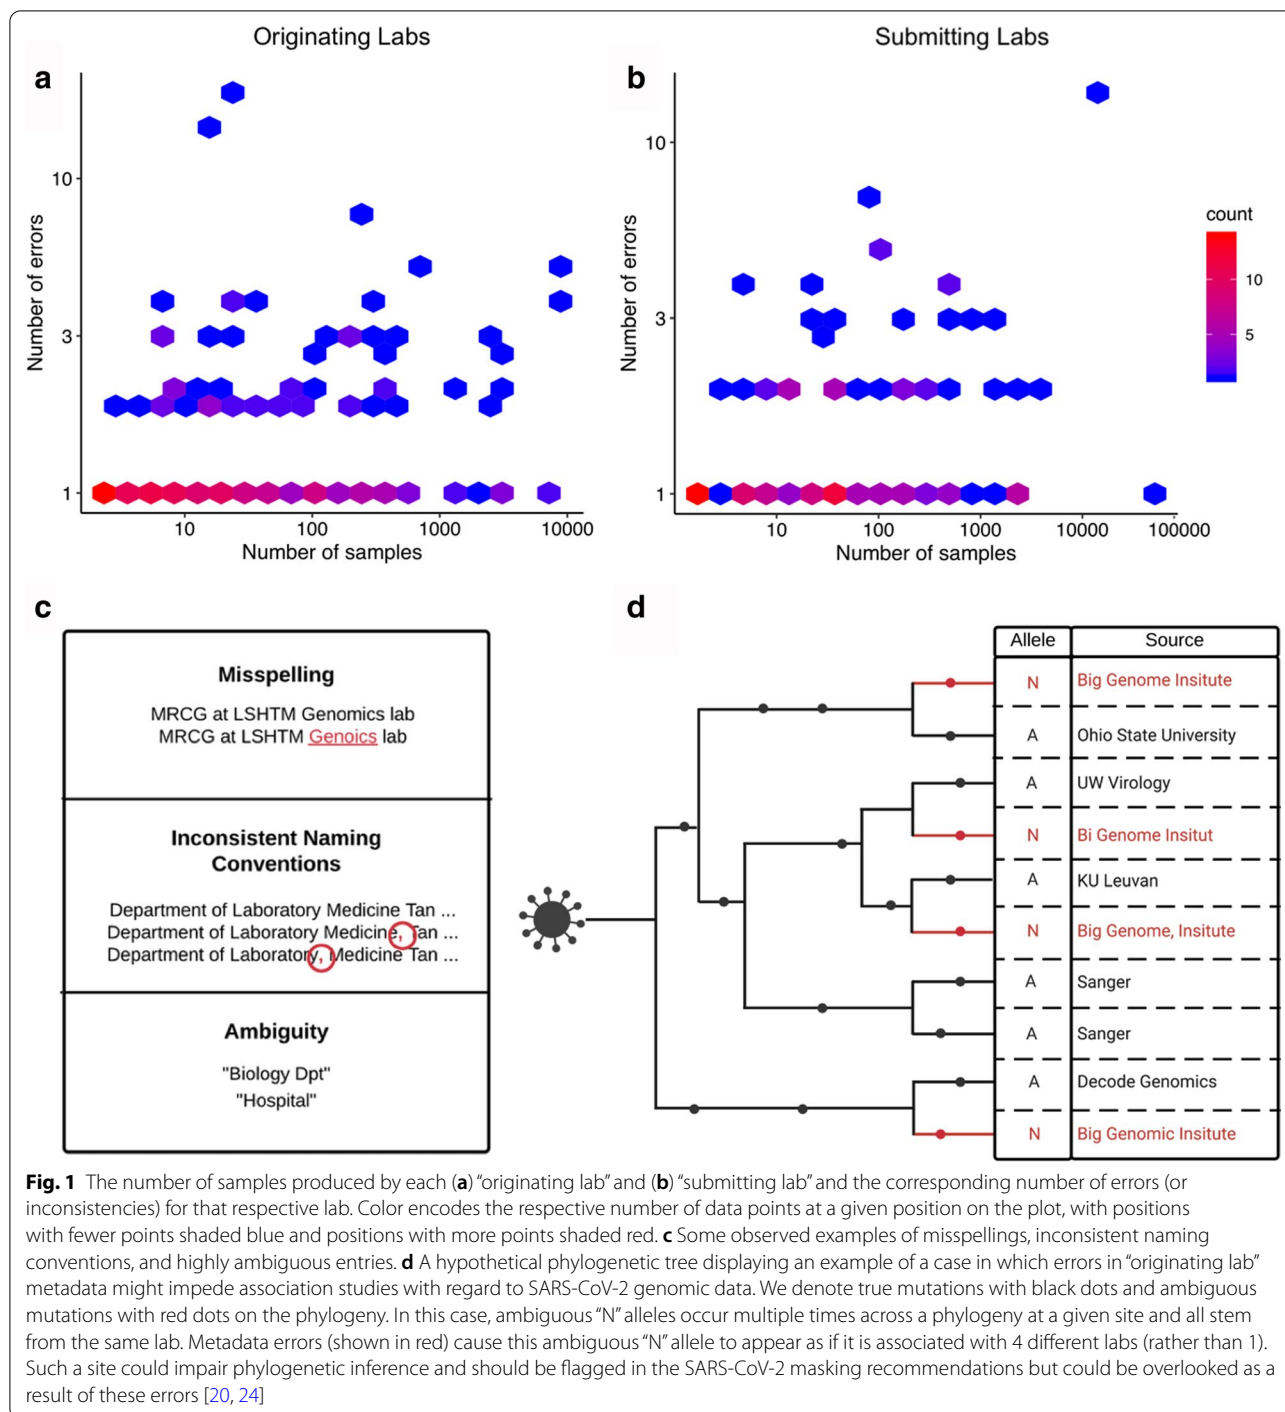 Originating Labs
Submitting Labs
a
Number of errors
10
3
1
10
100
1000
10000
Number of samples
b
Number of errors
10
3
1
10
100
1000
10000
100000
Number of samples
count
10
5
c
Misspelling
MRCG at LSHTM Genomics lab
MRCG at LSHTM Genoics lab
Inconsistent Naming
Conventions
Department of Laboratory Medicine Tan ...
Department of Laboratory Medicine, Tan ...
Department of Laboratory, Medicine Tan ...
Ambiguity
"Biology Dpt"
"Hospital"
d
Allele Source
N Big Genome Insitute
A Ohio State University
A UW Virology
N Bi Genome Insitut
A KU Leuvan
N Big Genome, Insitute
A Sanger
A Sanger
A Decode Genomics
N Big Genomic Insitute
Fig. 1 The number of samples produced by each (a) “originating lab” and (b) “submitting lab” and the corresponding number of errors (or
inconsistencies) for that respective lab. Color encodes the respective number of data points at a given position on the plot, with positions
with fewer points shaded blue and positions with more points shaded red. c Some observed examples of misspellings, inconsistent naming
conventions, and highly ambiguous entries. d A hypothetical phylogenetic tree displaying an example of a case in which errors in “originating lab”
metadata might impede association studies with regard to SARS-CoV-2 genomic data. We denote true mutations with black dots and ambiguous
mutations with red dots on the phylogeny. In this case, ambiguous “N” alleles occur multiple times across a phylogeny at a given site and all stem
from the same lab. Metadata errors (shown in red) cause this ambiguous “N” allele to appear as if it is associated with 4 different labs (rather than 1).
Such a site could impair phylogenetic inference and should be flagged in the SARS-CoV-2 masking recommendations but could be overlooked as a
result of these errors [20, 24]